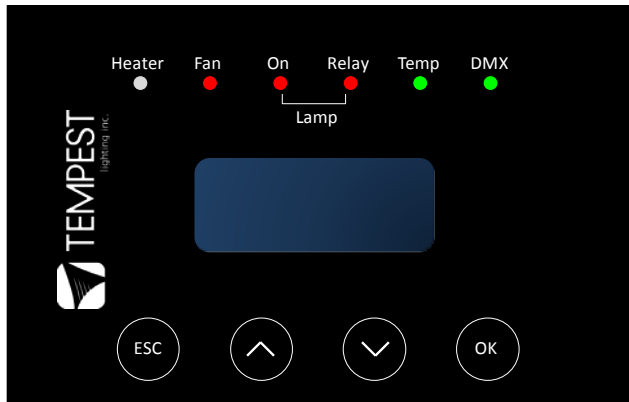 Heater Fan On Relay Temp DMX
Lamp
TEMPEST
lighting inc.
ESC OK